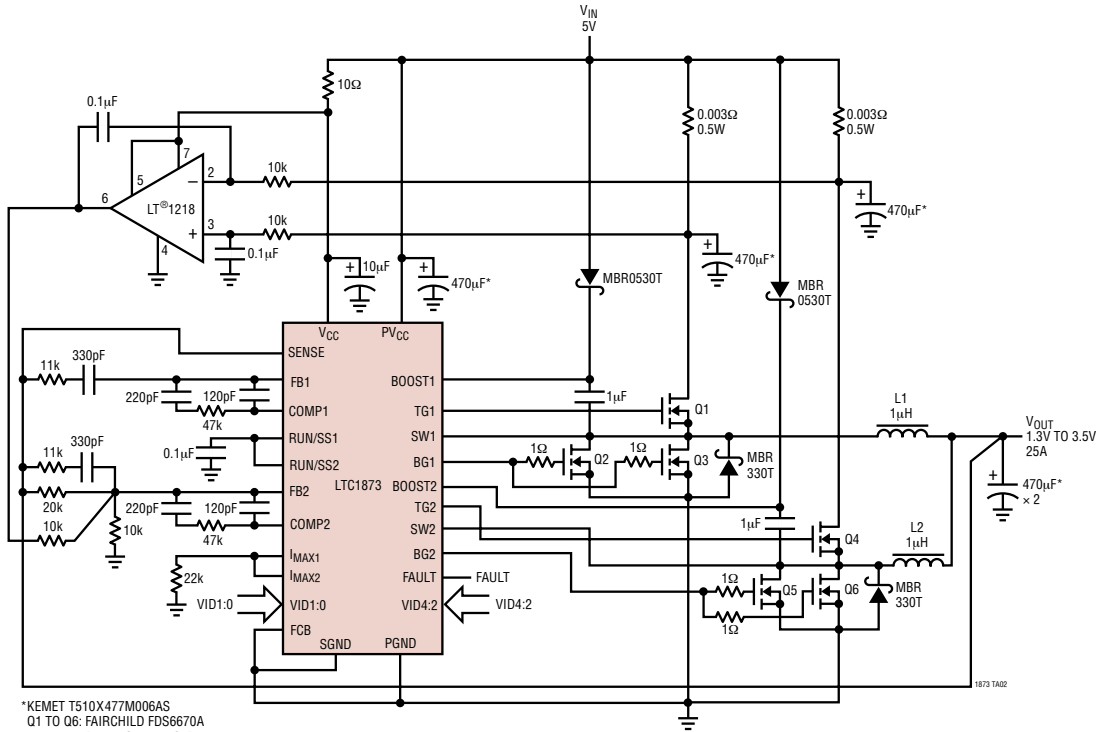 VIN
5V
10Ω
0.003Ω
0.5W
0.003Ω
0.5W
0.1µF
7
5
2
6
LT®1218
–
10k
3
+
10k
4
0.1µF
+
470µF*
+
470µF*
+
10µF
+
470µF*
MBR0530T
MBR
0530T
VCC
PVCC
SENSE
11k
330pF
FB1
BOOST1
220pF
120pF
1µF
47k
COMP1
TG1
Q1
L1
1µH
VOUT
1.3V TO 3.5V
25A
RUN/SS1
SW1
0.1µF
RUN/SS2
BG1
1Ω
Q2
1Ω
Q3
MBR
330T
11k
330pF
LTC1873
BOOST2
+
470µF*
× 2
20k
FB2
TG2
10k
10k
220pF
120pF
47k
COMP2
SW2
1µF
Q4
L2
1µH
IMAX1
BG2
22k
IMAX2
FAULT
FAULT
1Ω
Q5
Q6
MBR
330T
VID1:0
VID1:0
VID4:2
VID4:2
1Ω
FCB
SGND
PGND
1873 TA02
*KEMET T510X477M006AS
Q1 TO Q6: FAIRCHILD FDS6670A